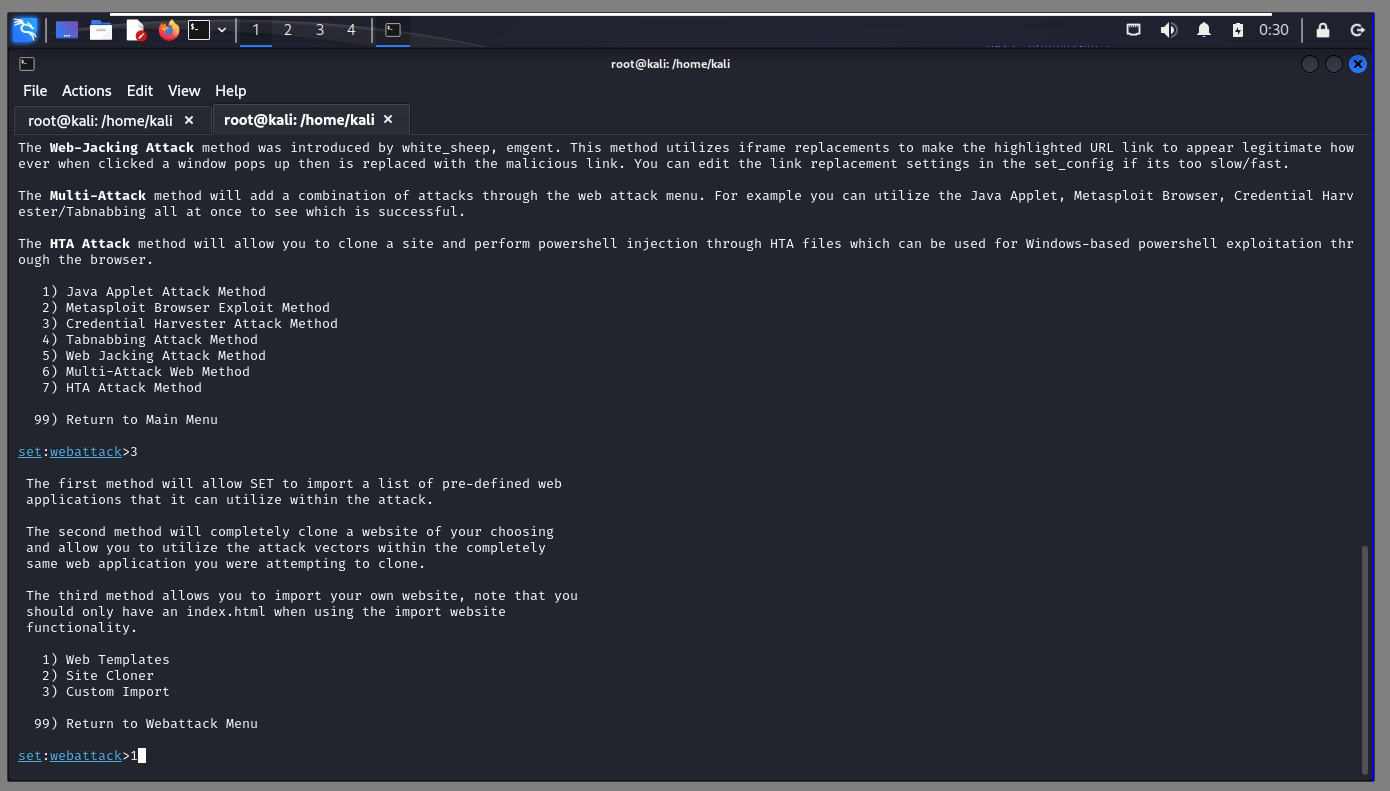 1 2 3 4
0:30
root@kali: /home/kali
File Actions Edit View Help
root@kali: /home/kali × root@kali: /home/kali ×
The Web-Jacking Attack method was introduced by white_sheep, emgent. This method utilizes iframe replacements to make the highlighted URL link to appear legitimate how
ever when clicked a window pops up then is replaced with the malicious link. You can edit the link replacement settings in the set_config if its too slow/fast.
The Multi-Attack method will add a combination of attacks through the web attack menu. For example you can utilize the Java Applet, Metasploit Browser, Credential Harv
ester/Tabnabbing all at once to see which is successful.
The HTA Attack method will allow you to clone a site and perform powershell injection through HTA files which can be used for Windows-based powershell exploitation thr
ough the browser.
1) Java Applet Attack Method
2) Metasploit Browser Exploit Method
3) Credential Harvester Attack Method
4) Tabnabbing Attack Method
5) Web Jacking Attack Method
6) Multi-Attack Web Method
7) HTA Attack Method
99) Return to Main Menu
set:webattack>3
The first method will allow SET to import a list of pre-defined web
applications that it can utilize within the attack.
The second method will completely clone a website of your choosing
and allow you to utilize the attack vectors within the completely
same web application you were attempting to clone.
The third method allows you to import your own website, note that you
should only have an index.html when using the import website
functionality.
1) Web Templates
2) Site Cloner
3) Custom Import
99) Return to Webattack Menu
set:webattack>1